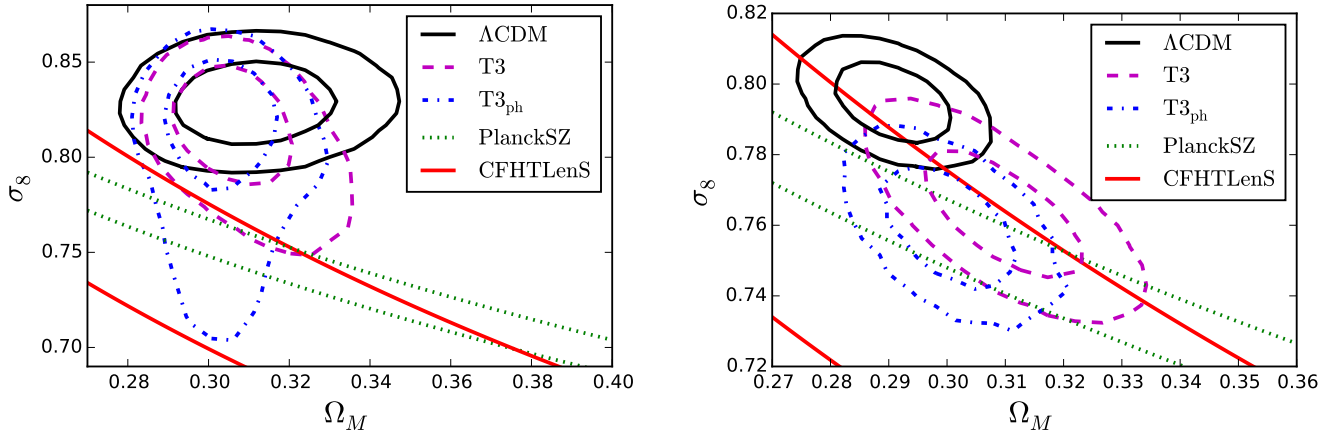 0.85
0.80
0.75
0.70
σ8
0.28 0.30 0.32 0.34 0.36 0.38 0.40
ΩM
ΛCDM
T3
T3ph
PlanckSZ
CFHTLenS
0.82
0.80
0.78
0.76
0.74
0.72
σ8
0.27 0.28 0.29 0.30 0.31 0.32 0.33 0.34 0.35 0.36
ΩM
ΛCDM
T3
T3ph
PlanckSZ
CFHTLenS